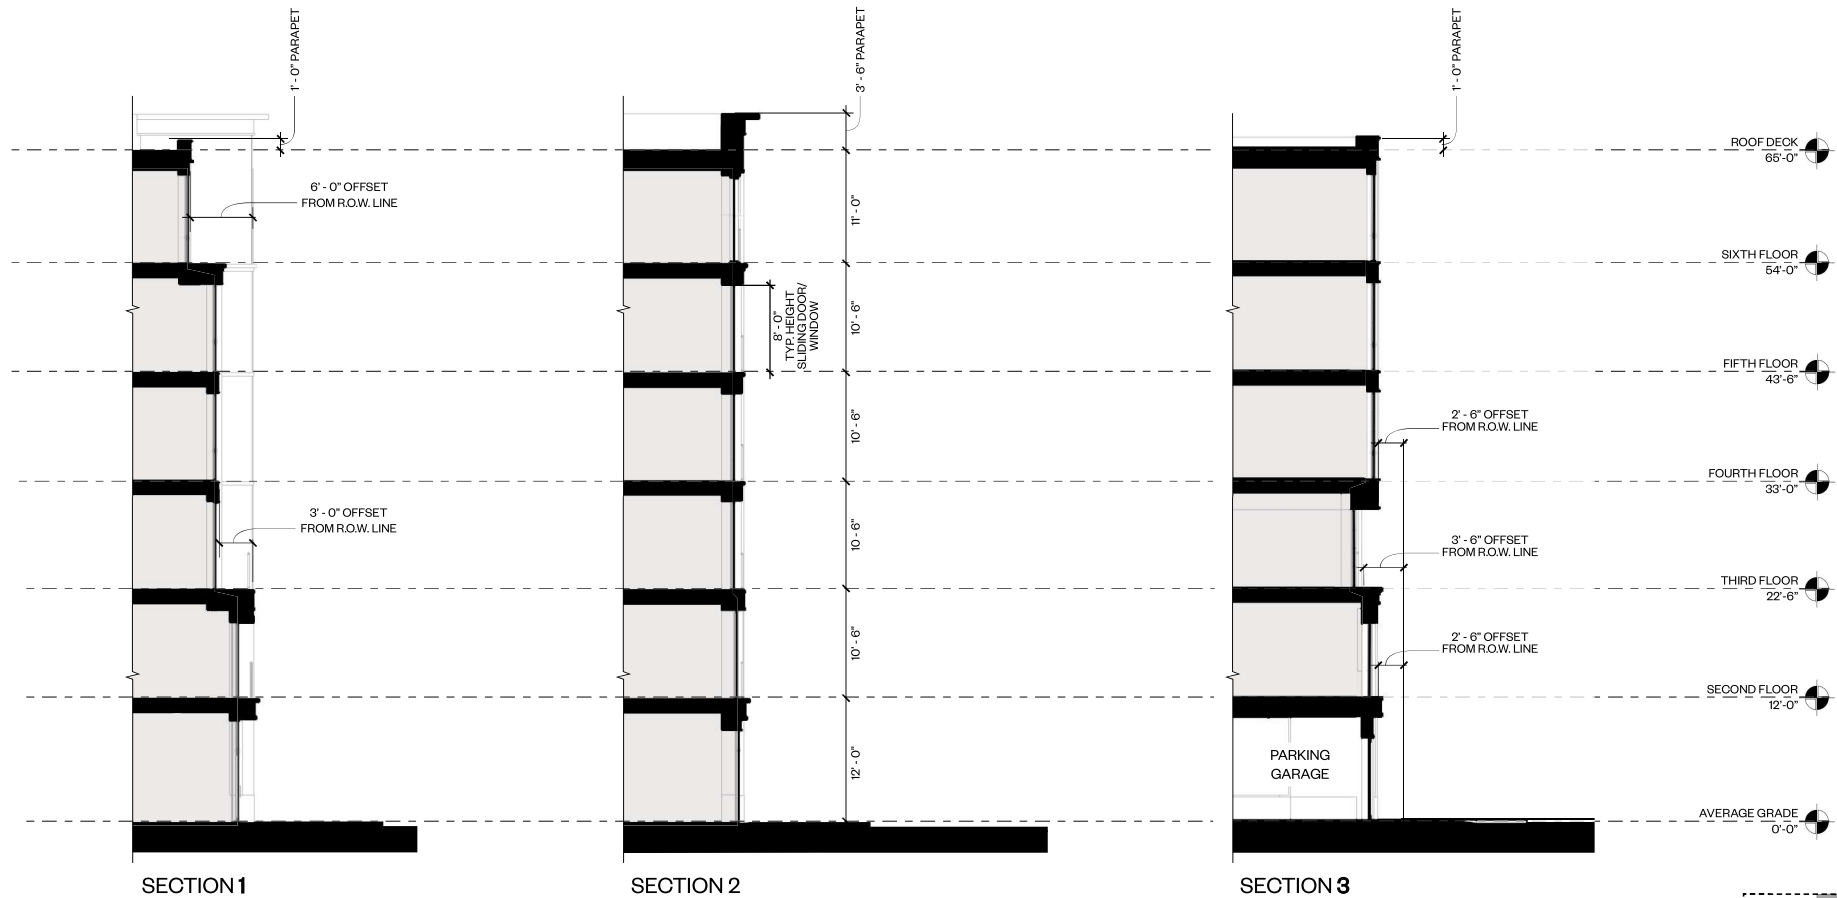 1' - 0" PARAPET
3' - 6" PARAPET
1' - 0" PARAPET
ROOF DECK
65'-0"
6' - 0" OFFSET
FROM R.O.W. LINE
11' - 0"
SIXTH FLOOR
54'-0"
8' - 0"
TYP. HEIGHT
SLIDING DOOR/
WINDOW
10' - 6"
FIFTH FLOOR
43'-6"
10' - 6"
2' - 6" OFFSET
FROM R.O.W. LINE
FOURTH FLOOR
33'-0"
3' - 0" OFFSET
FROM R.O.W. LINE
10 - 6"
3' - 6" OFFSET
FROM R.O.W. LINE
THIRD FLOOR
22'-6"
10' - 6"
2' - 6" OFFSET
FROM R.O.W. LINE
SECOND FLOOR
12'-0"
12' - 0"
PARKING
GARAGE
AVERAGE GRADE
0'-0"
SECTION 1
SECTION 2
SECTION 3